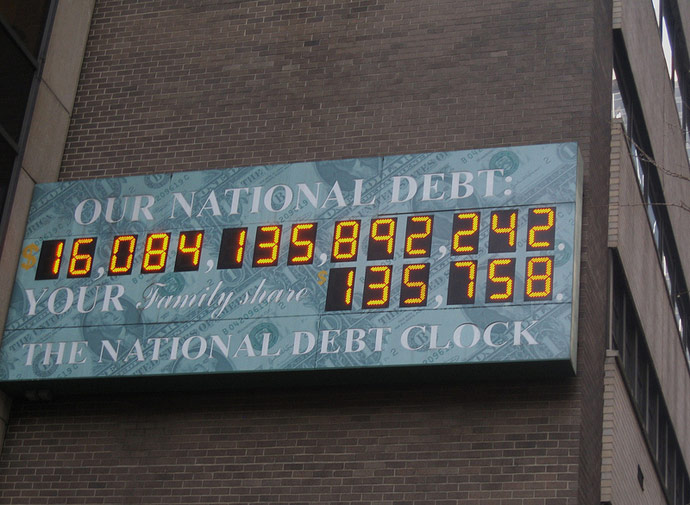 OUR NATIONAL DEBT:
$16,084,135,892,242.
YOUR Family share $135,758.
THE NATIONAL DEBT CLOCK